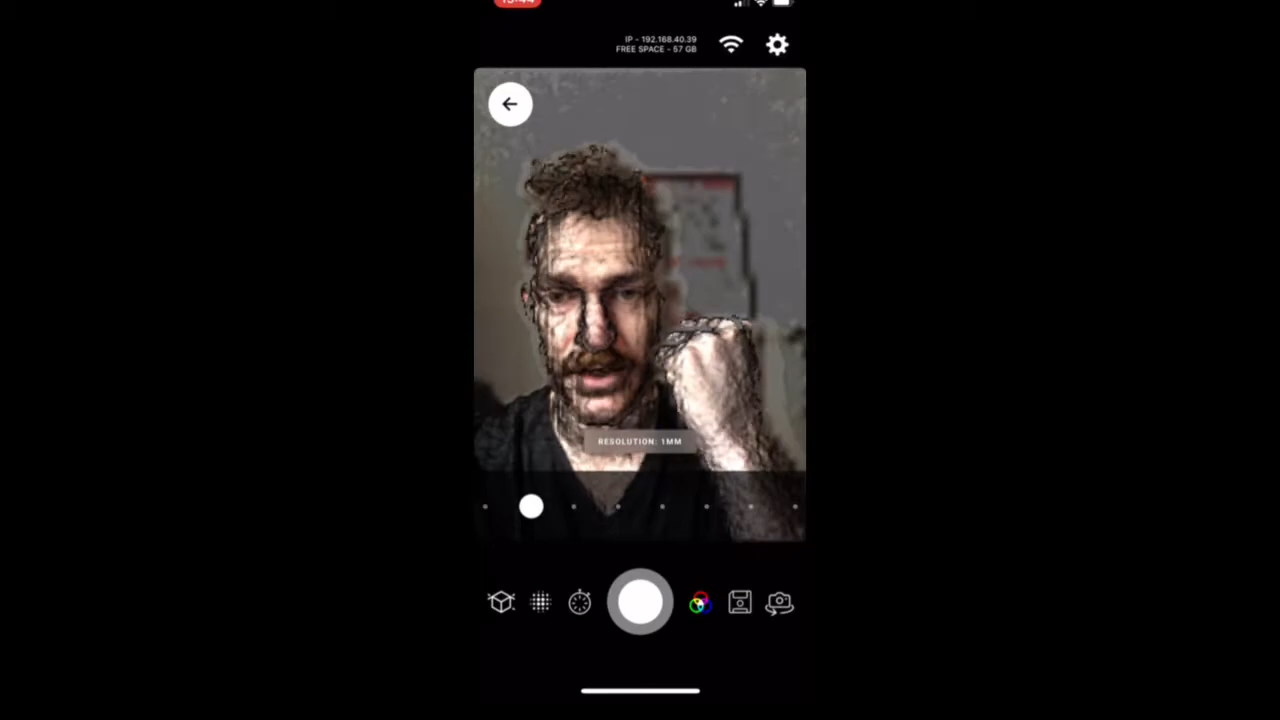 IP - 192.168.40.39
FREE SPACE - 57 GB
RESOLUTION: 1MM